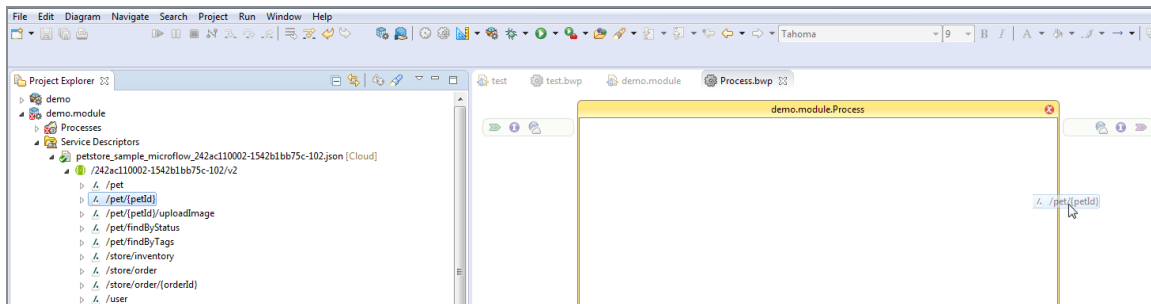 File Edit Diagram Navigate Search Project Run Window Help
Tahoma 9 B I A
Project Explorer
test test.bwp demo.module Process.bwp
demo
demo.module
Processes
Service Descriptors
petstore_sample_microflow_242ac110002-1542b1bb75c-102.json [Cloud]
/242ac110002-1542b1bb75c-102/v2
/pet
/pet/{petId}
/pet/{petId}/uploadImage
/pet/findByStatus
/pet/findByTags
/store/inventory
/store/order
/store/order/{orderId}
/user
demo.module.Process
/pet/{petId}